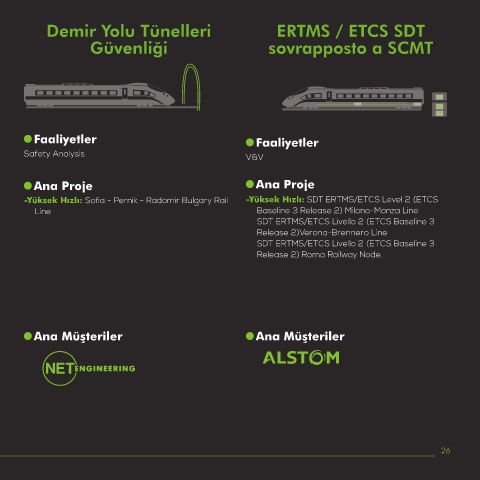 Demir Yolu Tünelleri
Güvenliği
Faaliyetler
Safety Analysis
Ana Proje
-Yüksek Hızlı: Sofia - Pernik - Radomir Bulgary Rail
Line
Ana Müşteriler
NET ENGINEERING
ERTMS / ETCS SDT
sovrapposto a SCMT
Faaliyetler
V&V
Ana Proje
-Yüksek Hızlı: SDT ERTMS/ETCS Level 2 (ETCS
Baseline 3 Release 2) Milano-Monza Line
SDT ERTMS/ETCS Livello 2 (ETCS Baseline 3
Release 2)Verona-Brennero Line
SDT ERTMS/ETCS Livello 2 (ETCS Baseline 3
Release 2) Roma Railway Node.
Ana Müşteriler
ALSTOM
26